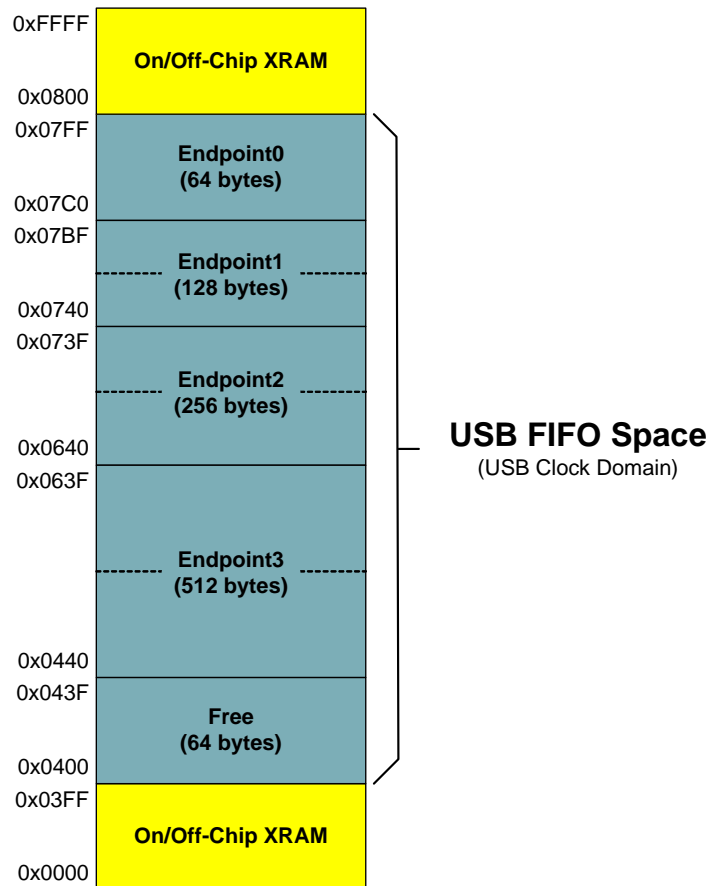 0xFFFF
On/Off-Chip XRAM
0x0800
0x07FF
Endpoint0
(64 bytes)
0x07C0
0x07BF
Endpoint1
(128 bytes)
0x0740
0x073F
Endpoint2
(256 bytes)
0x0640
0x063F
Endpoint3
(512 bytes)
0x0440
0x043F
Free
(64 bytes)
0x0400
0x03FF
On/Off-Chip XRAM
0x0000
USB FIFO Space
(USB Clock Domain)